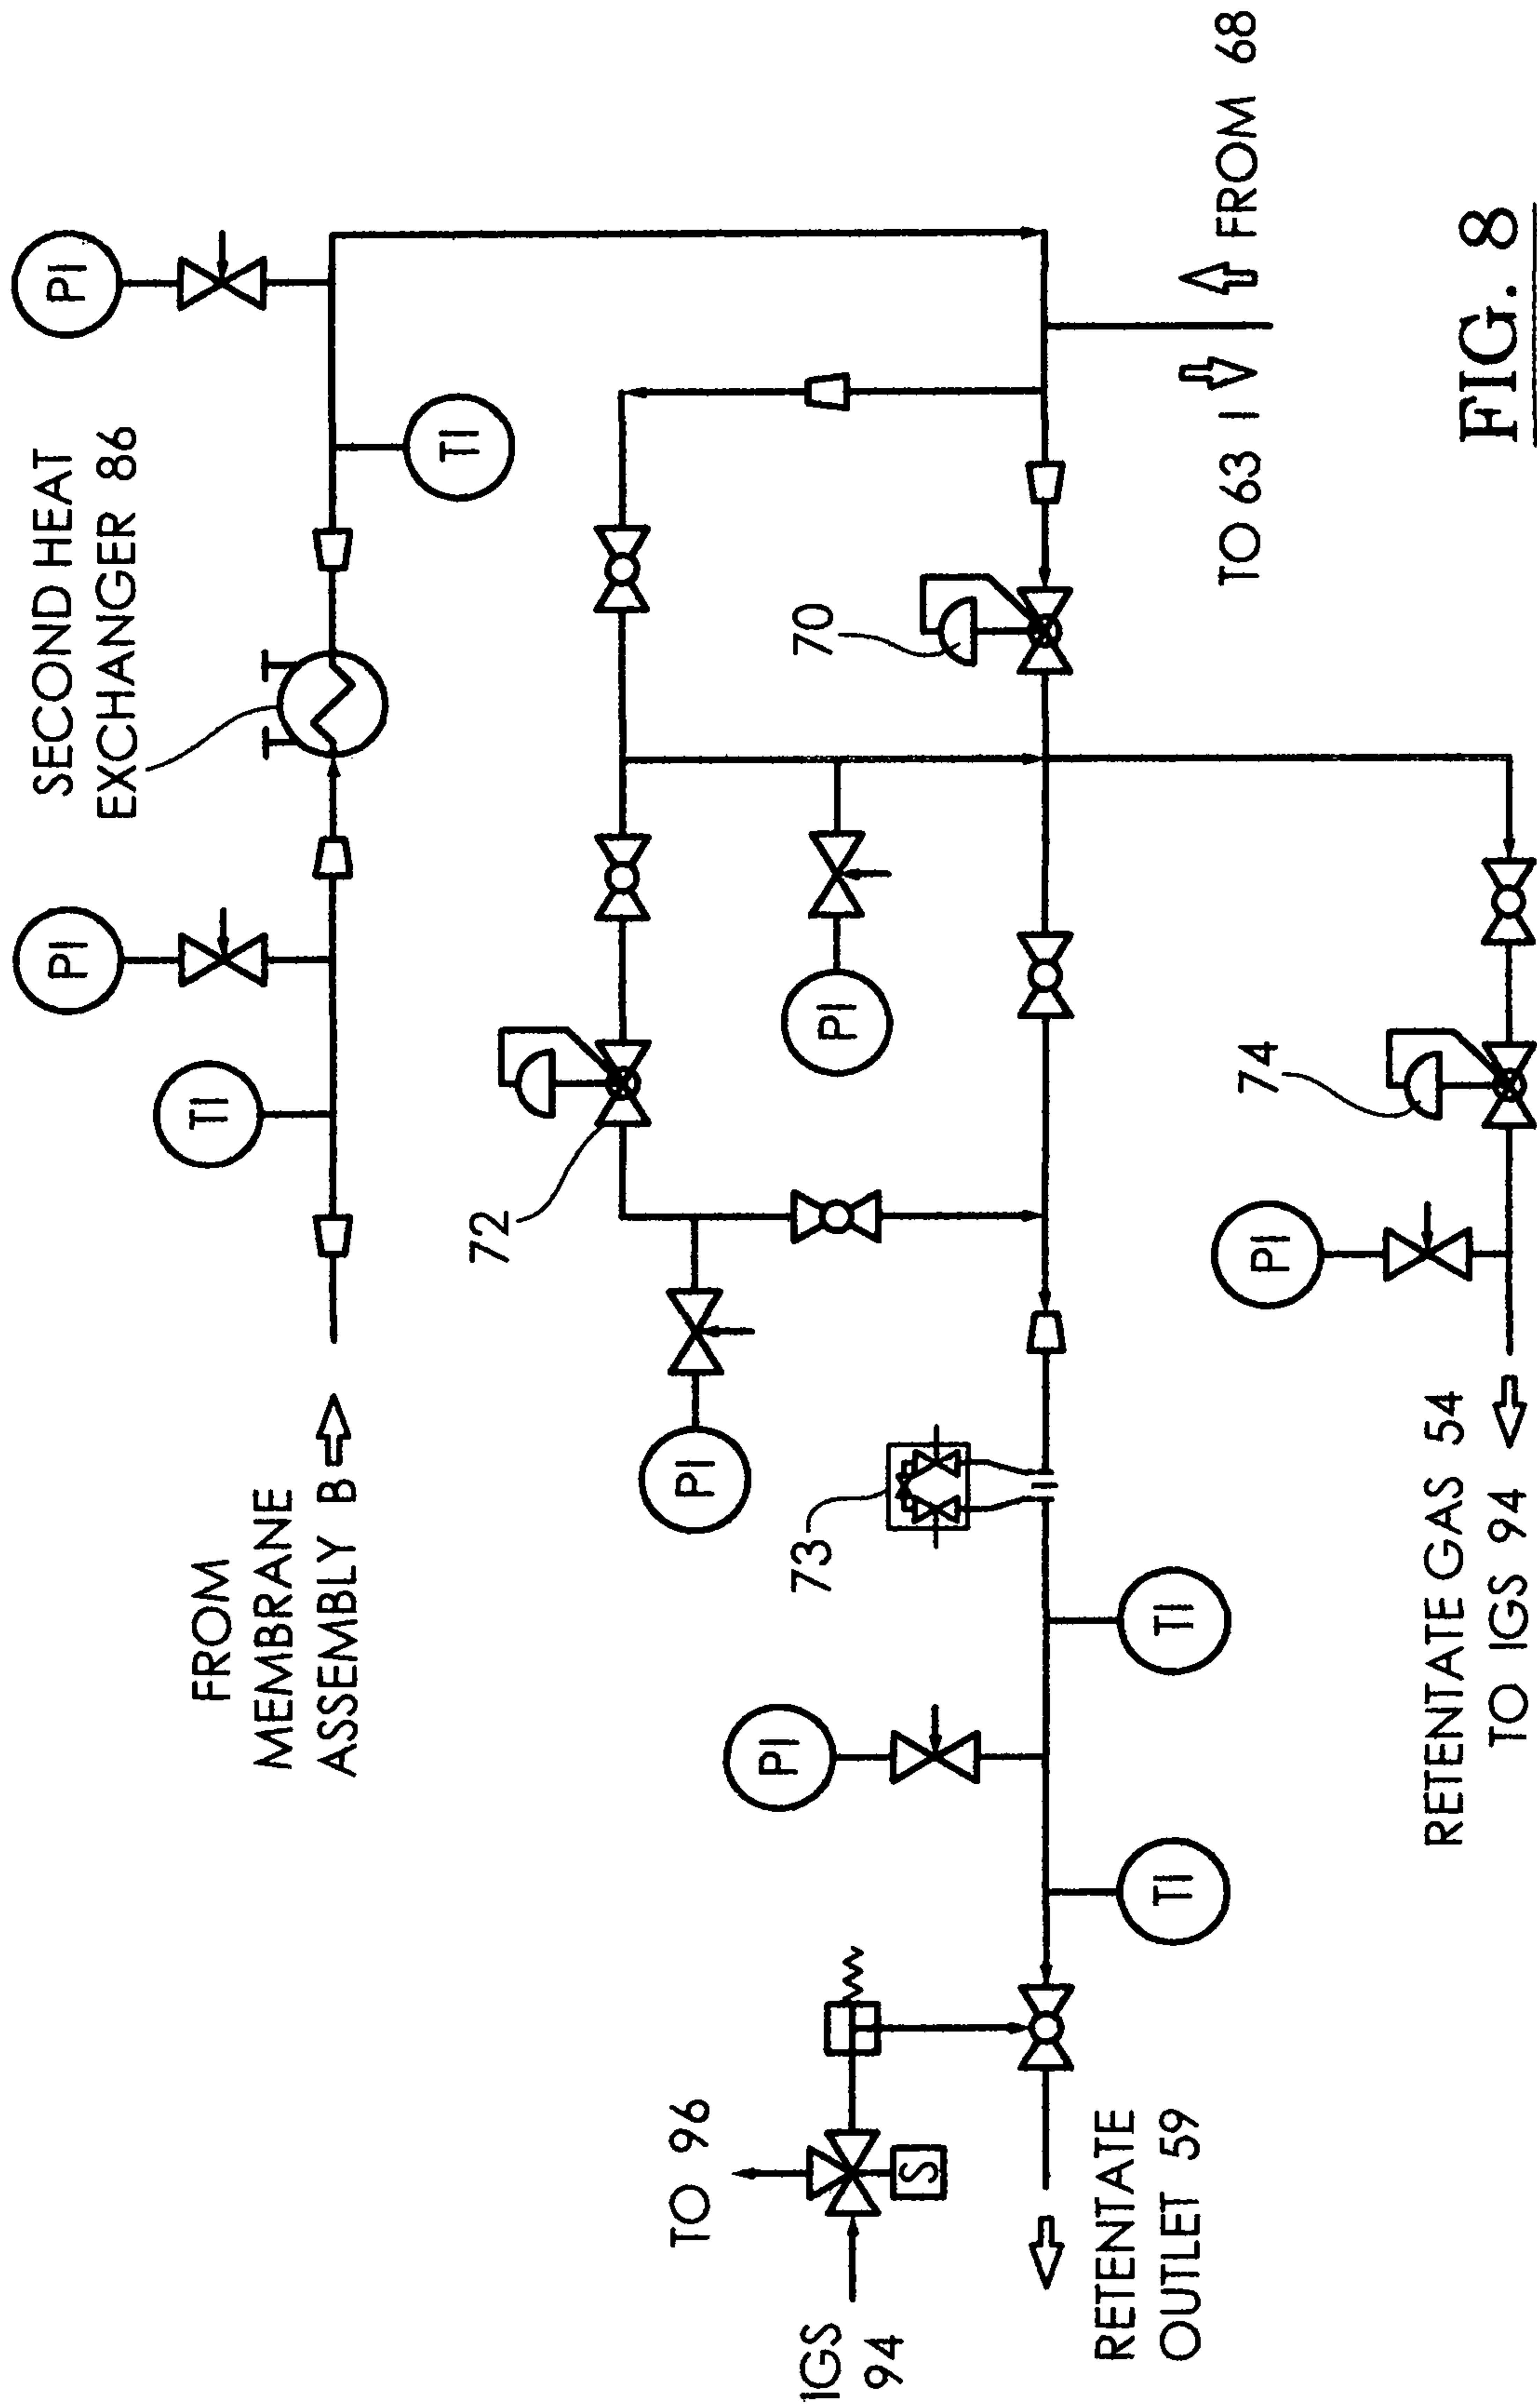 FROM
MEMBRANE
ASSEMBLY B
TI
PI
SECOND HEAT
EXCHANGER 86
TI
PI
72
PI
PI
70
TO 63 I
FROM 68
IGS
94
TO 96
S
RETENTATE
OUTLET 59
TI
PI
TI
73
PI
74
RETENTATE GAS 54
TO IGS 94
FIG. 8